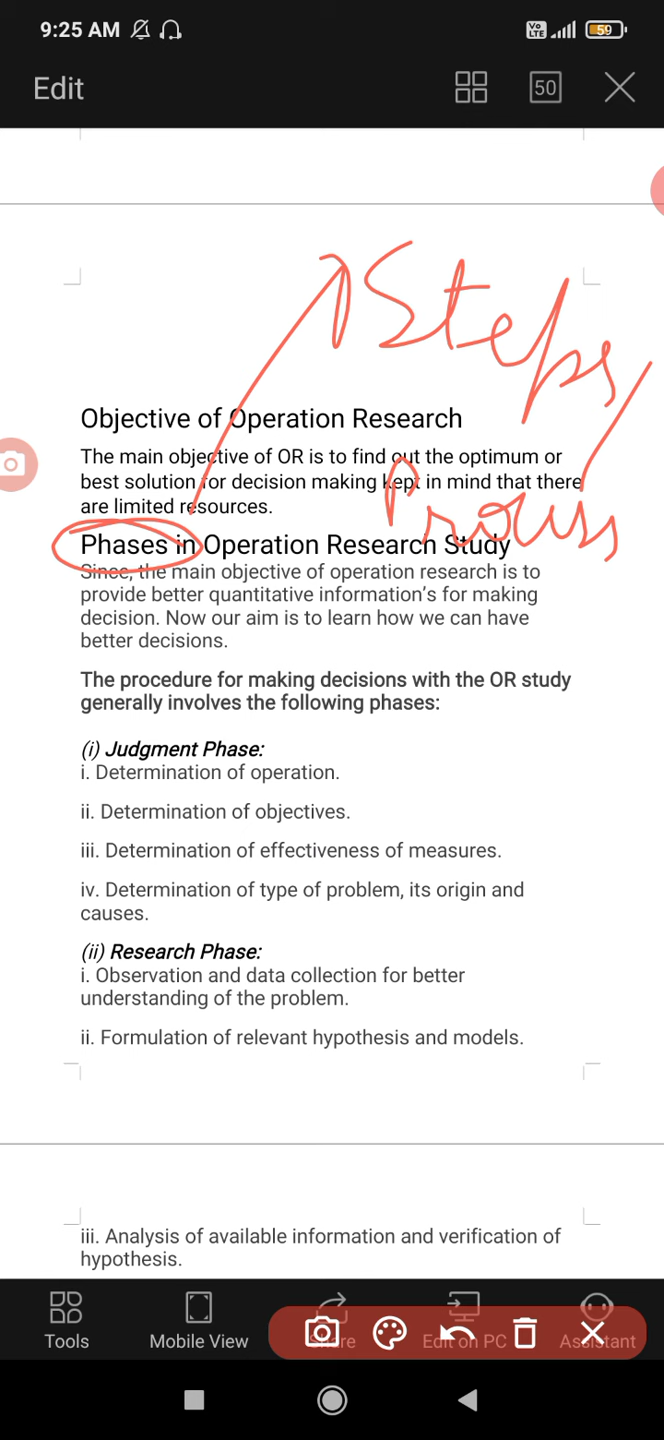 9:25 AM
Vo LTE
59
Edit
50
Steps
Objective of Operation Research
The main objective of OR is to find out the optimum or
best solution for decision making kept in mind that there
are limited resources.
Process
Phases in Operation Research Study
Since, the main objective of operation research is to
provide better quantitative information's for making
decision. Now our aim is to learn how we can have
better decisions.
The procedure for making decisions with the OR study
generally involves the following phases:
(i) Judgment Phase:
i. Determination of operation.
ii. Determination of objectives.
iii. Determination of effectiveness of measures.
iv. Determination of type of problem, its origin and
causes.
(ii) Research Phase:
i. Observation and data collection for better
understanding of the problem.
ii. Formulation of relevant hypothesis and models.
iii. Analysis of available information and verification of
hypothesis.
Tools
Mobile View
Share
Edit on PC
Assistant